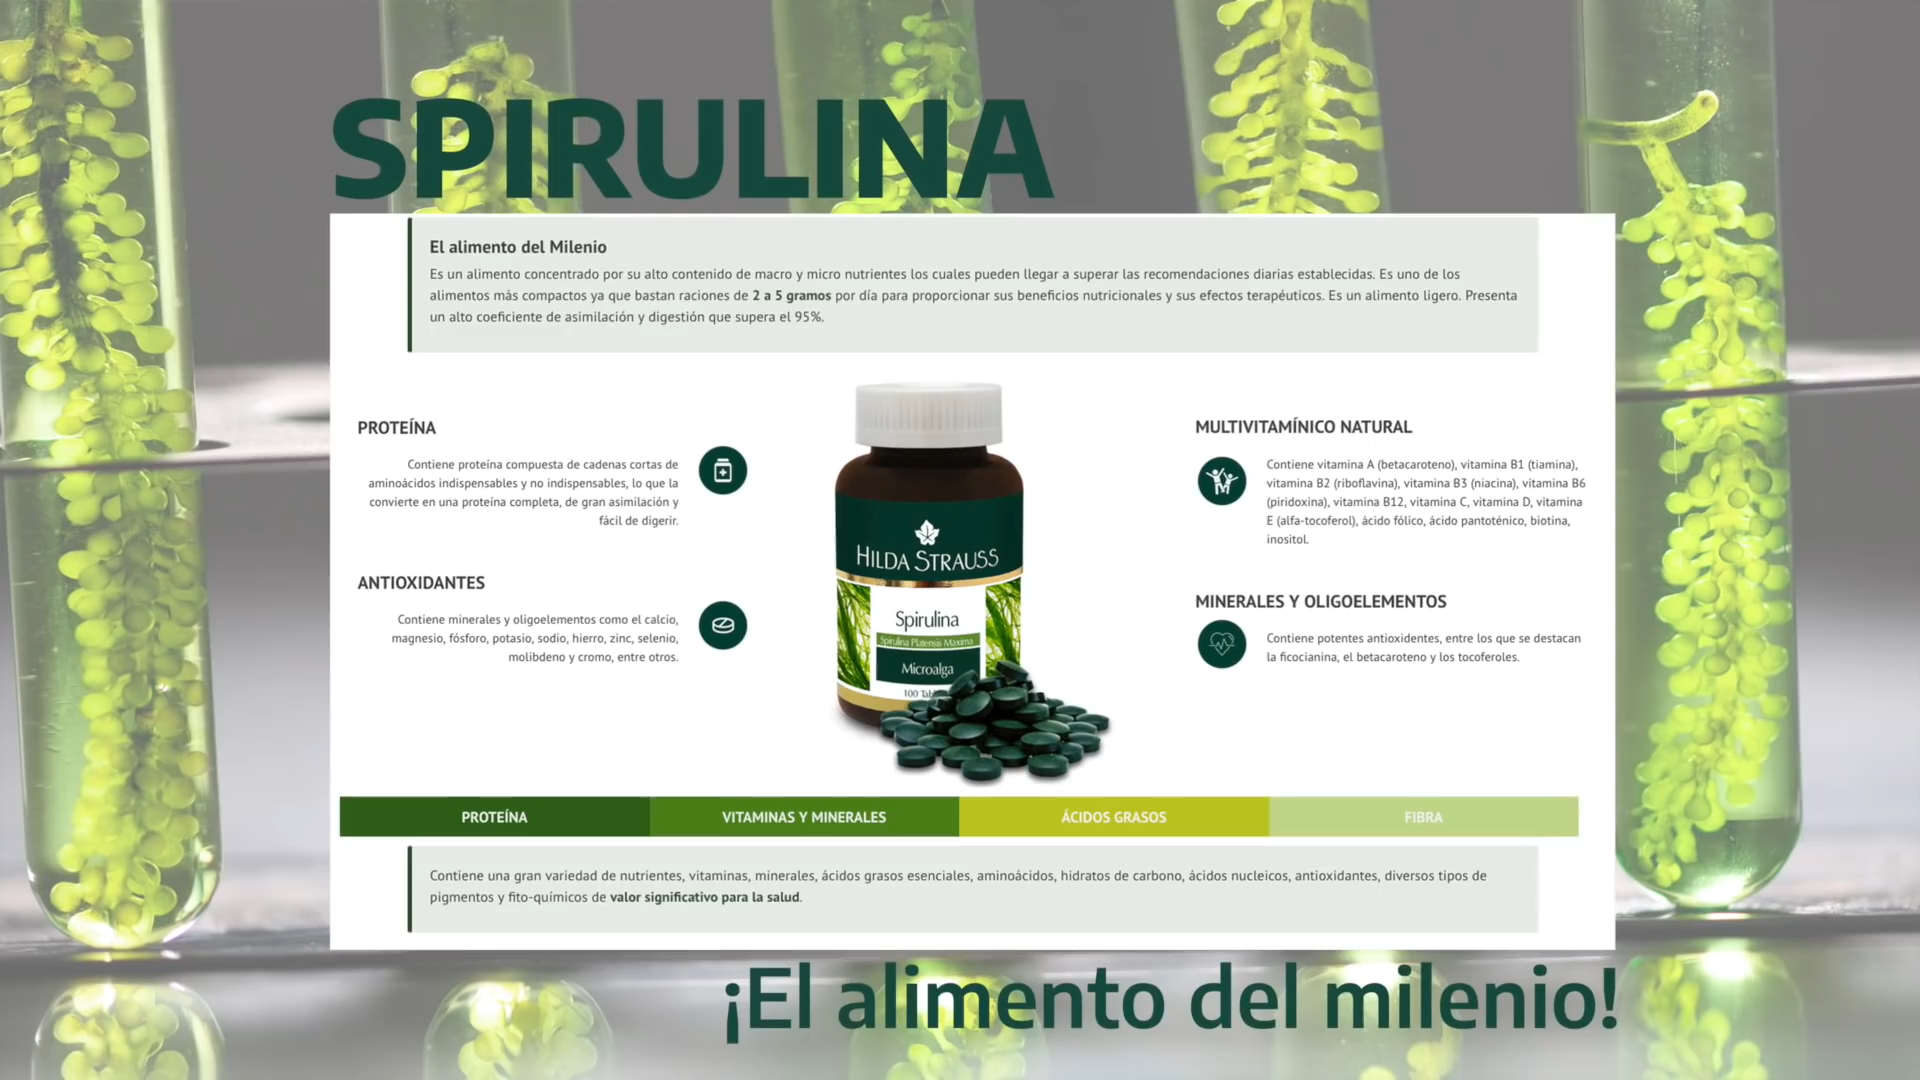 SPIRULINA
El alimento del Milenio
Es un alimento concentrado por su alto contenido de macro y micro nutrientes los cuales pueden llegar a superar las recomendaciones diarias establecidas. Es uno de los
alimentos más compactos ya que bastan raciones de 2 a 5 gramos por día para proporcionar sus beneficios nutricionales y sus efectos terapéuticos. Es un alimento ligero. Presenta
un alto coeficiente de asimilación y digestión que supera el 95%.
PROTEÍNA
Contiene proteína compuesta de cadenas cortas de
aminoácidos indispensables y no indispensables, lo que la
convierte en una proteína completa, de gran asimilación y
fácil de digerir.
ANTIOXIDANTES
Contiene minerales y oligoelementos como el calcio,
magnesio, fósforo, potasio, sodio, hierro, zinc, selenio,
molibdeno y cromo, entre otros.
HILDA STRAUSS
Spirulina
Spirulina Platensis Maxima
Microalga
100
MULTIVITAMÍNICO NATURAL
Contiene vitamina A (betacaroteno), vitamina B1 (tiamina),
vitamina B2 (riboflavina), vitamina B3 (niacina), vitamina B6
(piridoxina), vitamina B12, vitamina C, vitamina D, vitamina
E (alfa-tocoferol), ácido fólico, ácido pantoténico, biotina,
inositol.
MINERALES Y OLIGOELEMENTOS
Contiene potentes antioxidentes, entre los que se destacan
la ficocianina, el betacaroteno y los tocoferoles.
PROTEÍNA VITAMINAS Y MINERALES ÁCIDOS GRASOS FIBRA
Contiene una gran variedad de nutrientes, vitaminas, minerales, ácidos grasos esenciales, aminoácidos, hidratos de carbono, ácidos nucleicos, antioxidantes, diversos tipos de
pigmentos y fito-químicos de valor significativo para la salud.
¡El alimento del milenio!